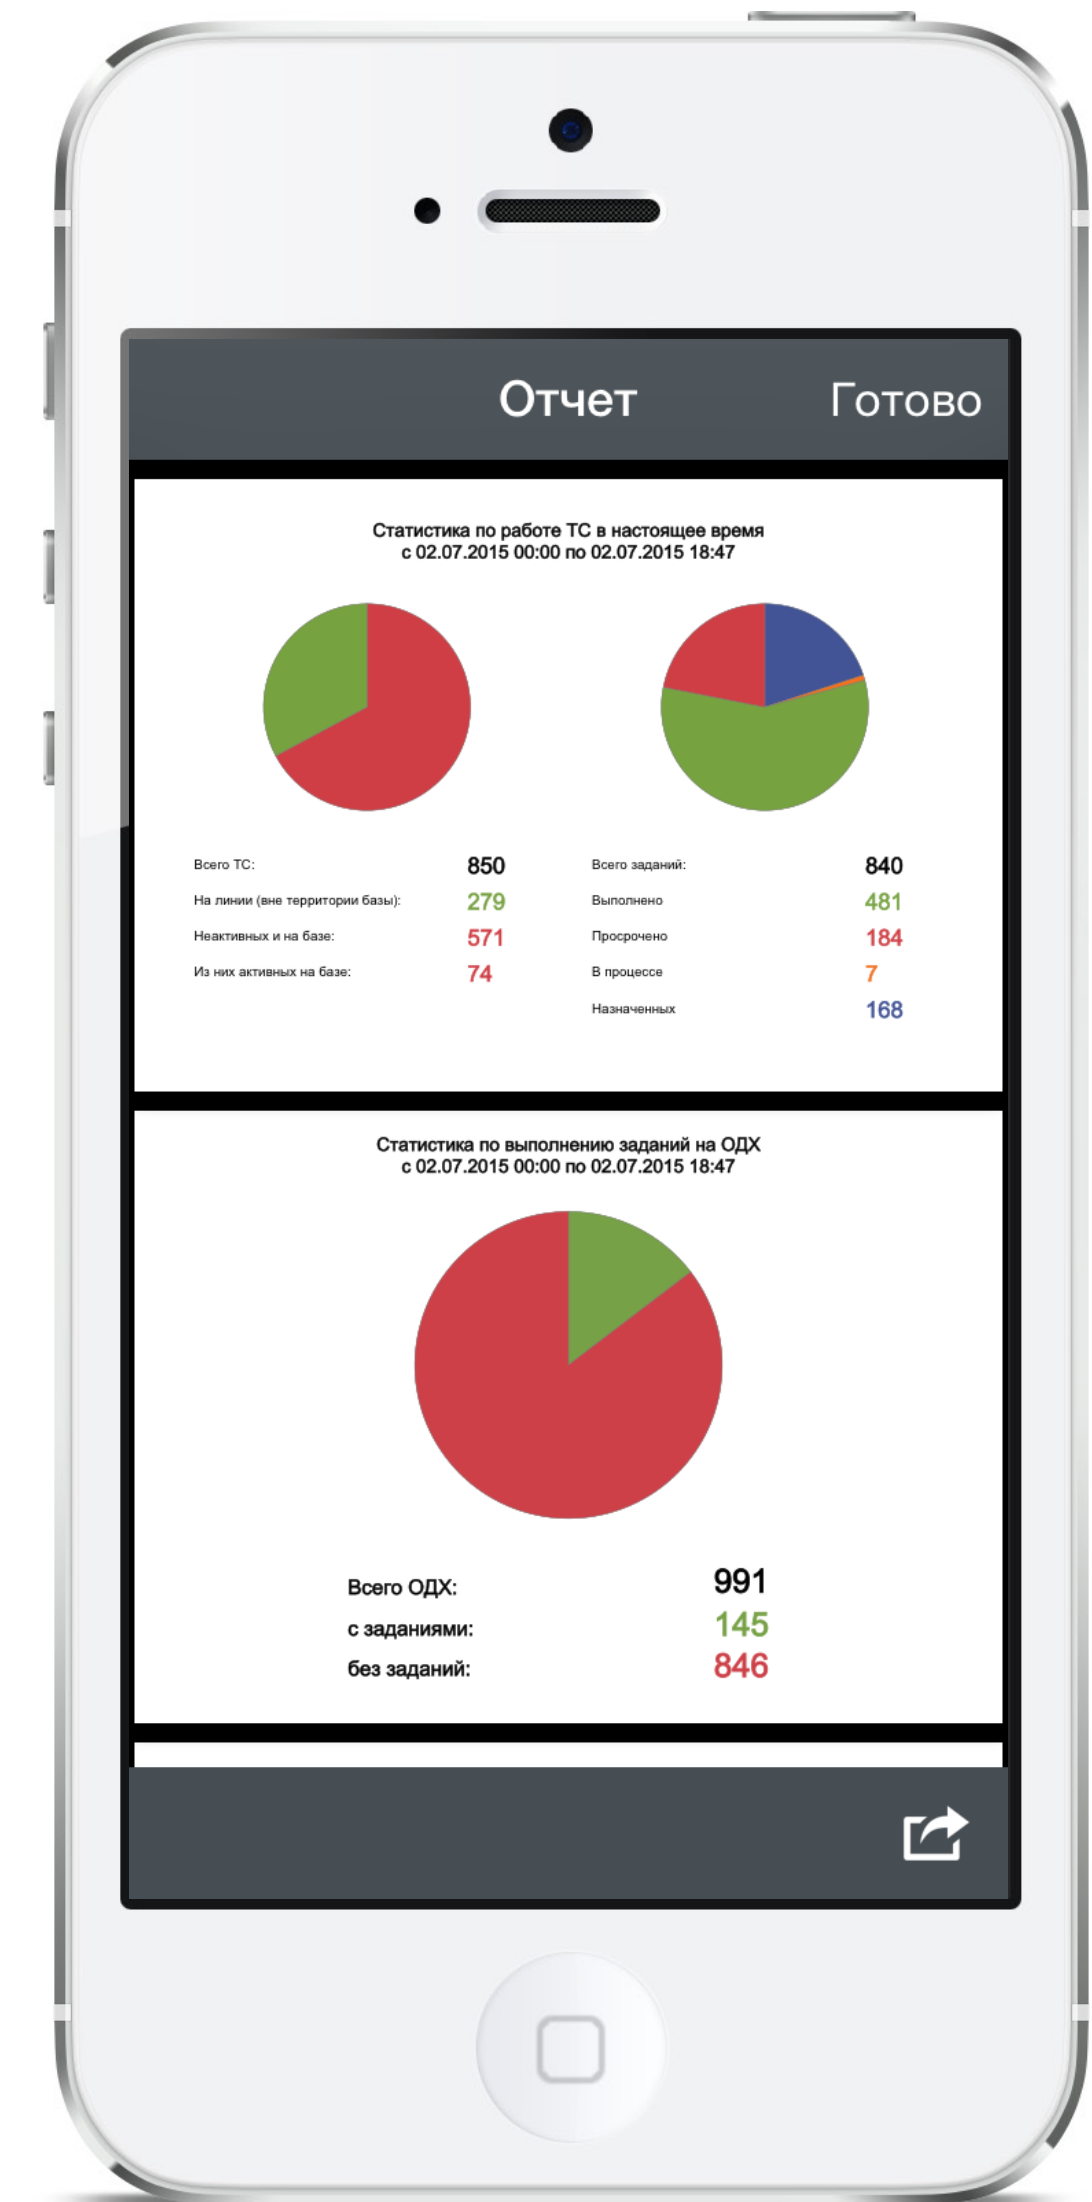 Отчет
Готово
Статистика по работе ТС в настоящее время
с 02.07.2015 00:00 по 02.07.2015 18:47
Всего ТС: 850
На линии (вне территории базы): 279
Неактивных и на базе: 571
Из них активных на базе: 74
Всего заданий: 840
Выполнено 481
Просрочено 184
В процессе 7
Назначенных 168
Статистика по выполнению заданий на ОДХ
с 02.07.2015 00:00 по 02.07.2015 18:47
Всего ОДХ: 991
с заданиями: 145
без заданий: 846